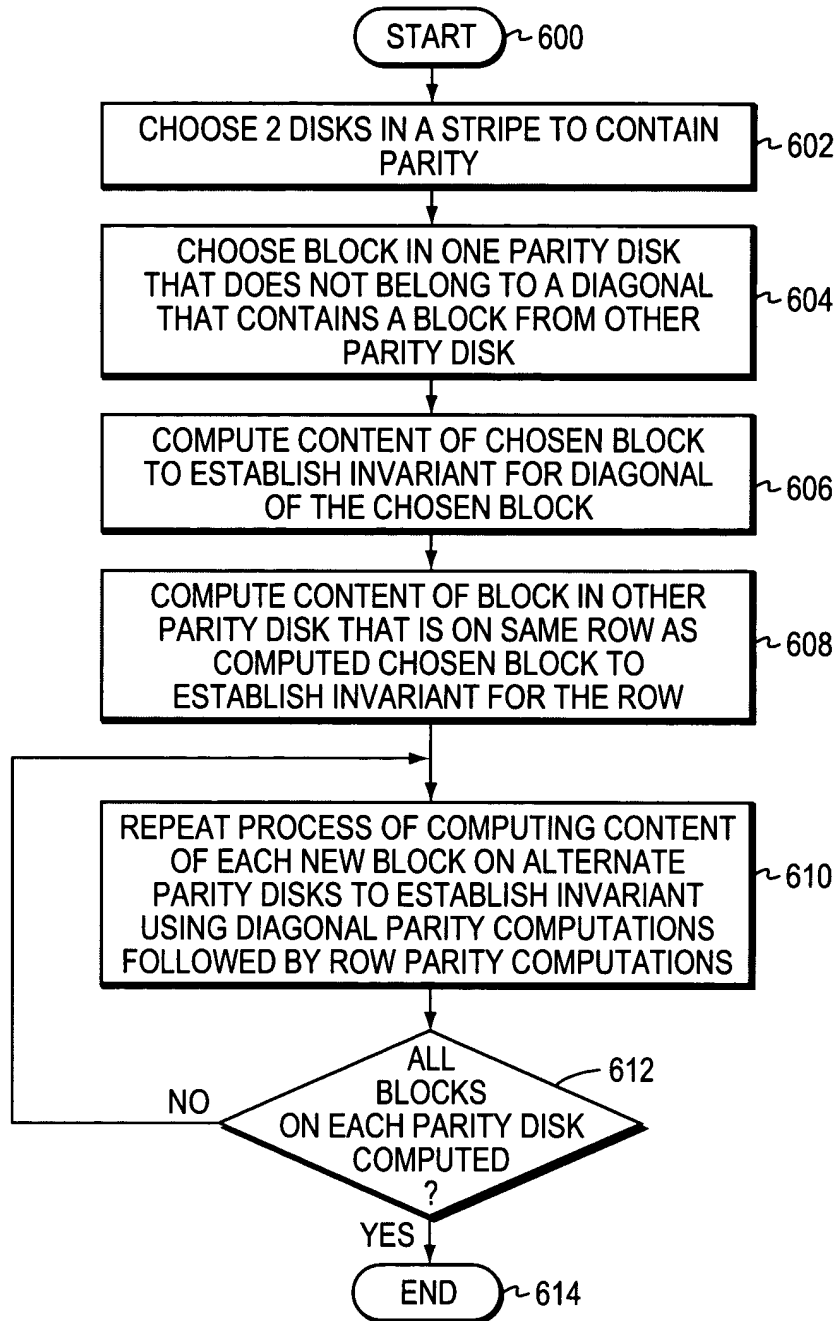 START
600
CHOOSE 2 DISKS IN A STRIPE TO CONTAIN
PARITY
602
CHOOSE BLOCK IN ONE PARITY DISK
THAT DOES NOT BELONG TO A DIAGONAL
THAT CONTAINS A BLOCK FROM OTHER
PARITY DISK
604
COMPUTE CONTENT OF CHOSEN BLOCK
TO ESTABLISH INVARIANT FOR DIAGONAL
OF THE CHOSEN BLOCK
606
COMPUTE CONTENT OF BLOCK IN OTHER
PARITY DISK THAT IS ON SAME ROW AS
COMPUTED CHOSEN BLOCK TO
ESTABLISH INVARIANT FOR THE ROW
608
REPEAT PROCESS OF COMPUTING CONTENT
OF EACH NEW BLOCK ON ALTERNATE
PARITY DISKS TO ESTABLISH INVARIANT
USING DIAGONAL PARITY COMPUTATIONS
FOLLOWED BY ROW PARITY COMPUTATIONS
610
ALL
BLOCKS
ON EACH PARITY DISK
COMPUTED
?
612
NO
YES
END
614